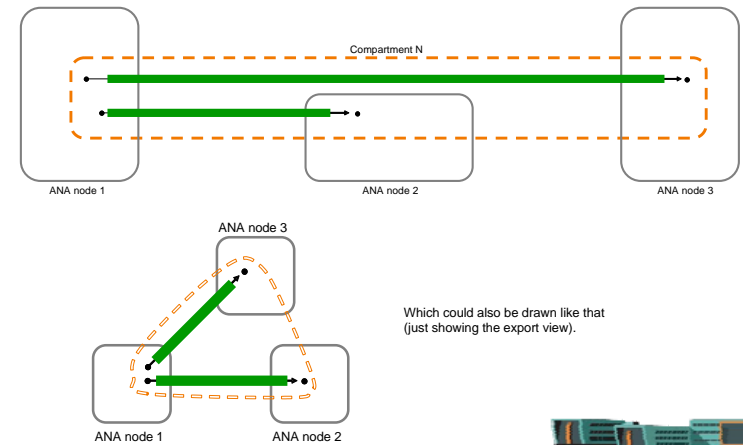 Compartment N
ANA node 1
ANA node 2
ANA node 3
ANA node 3
Which could also be drawn like that
(just showing the export view).
ANA node 1
ANA node 2